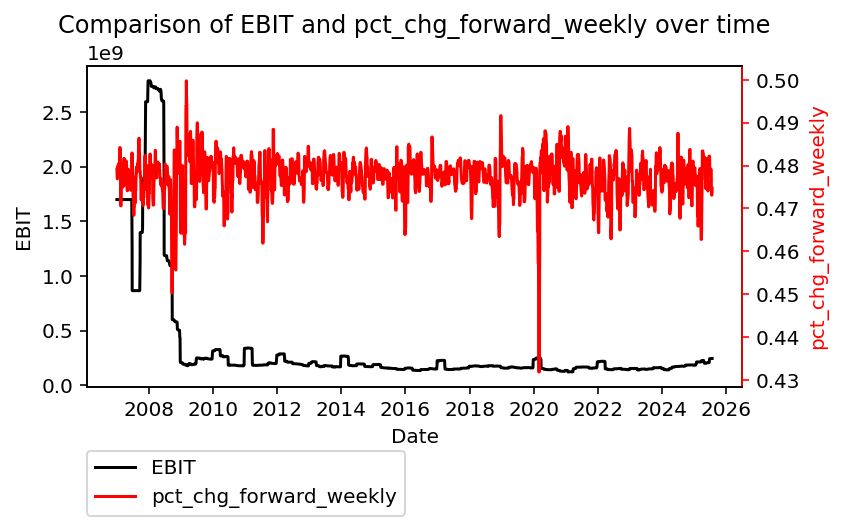 Comparison of EBIT and pct_chg_forward_weekly over time
1e9
2.5
2.0
1.5
1.0
0.5
0.0
EBIT
0.50
0.49
0.48
0.47
0.46
0.45
0.44
0.43
pct_chg_forward_weekly
2008 2010 2012 2014 2016 2018 2020 2022 2024 2026
Date
EBIT
pct_chg_forward_weekly